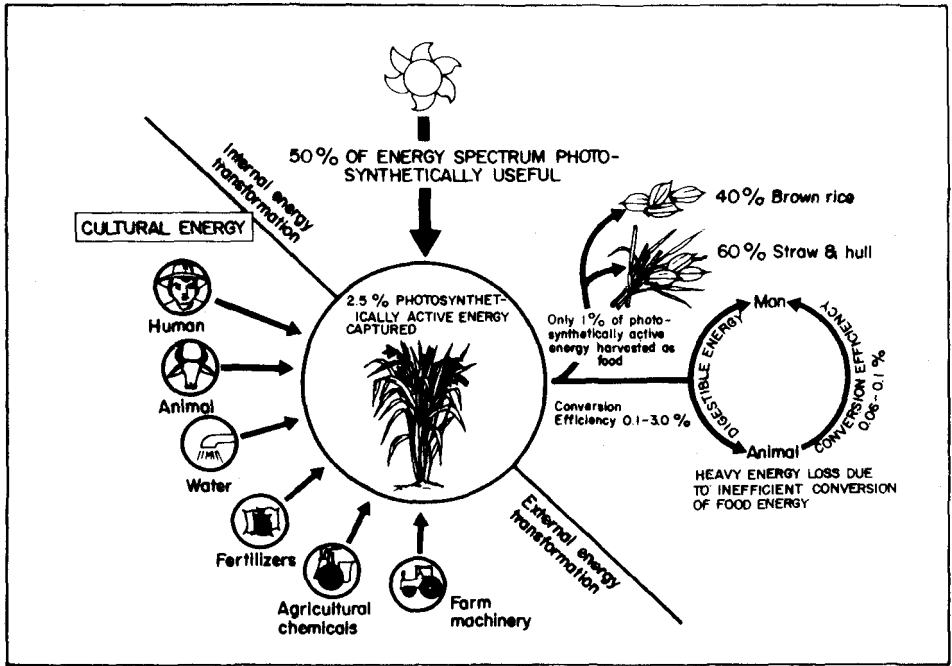 50% OF ENERGY SPECTRUM PHOTO-
SYNTHETICALLY USEFUL
Internal energy
transformation
CULTURAL ENERGY
Human
Animal
Water
Fertilizers
Agricultural
chemicals
Farm
machinery
2.5 % PHOTOSYNTHET-
ICALLY ACTIVE ENERGY
CAPTURED
40% Brown rice
60% Straw & hull
Only 1% of photo-
synthetically active
energy harvested as
food
Conversion
Efficiency 0.1-3.0 %
Man
DIGESTIBLE ENERGY
CONVERSION EFFICIENCY
0.06-0.1 %
Animal
HEAVY ENERGY LOSS DUE
TO INEFFICIENT CONVERSION
OF FOOD ENERGY
External energy
transformation